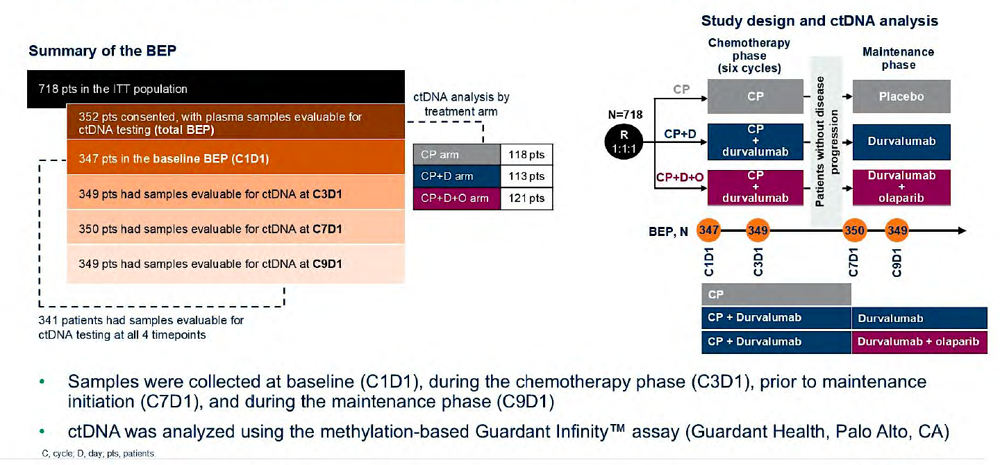 Summary of the BEP
718 pts in the ITT population
352 pts consented, with plasma samples evaluable for
ctDNA testing (total BEP)
347 pts in the baseline BEP (C1D1)
349 pts had samples evaluable for ctDNA at C3D1
350 pts had samples evaluable for ctDNA at C7D1
349 pts had samples evaluable for ctDNA at C9D1
341 patients had samples evaluable for
ctDNA testing at all 4 timepoints
ctDNA analysis by
treatment arm
CP arm 118 pts
CP+D arm 113 pts
CP+D+O arm 121 pts
Study design and ctDNA analysis
Chemotherapy
phase
(six cycles)
Maintenance
phase
N=718
R
1:1:1
CP
CP+D
CP+D+O
CP
CP
+
durvalumab
CP
+
durvalumab
Patients without disease
progression
Placebo
Durvalumab
Durvalumab
+
olaparib
BEP, N 347 349 350 349
C1D1 C3D1 C7D1 C9D1
CP
CP + Durvalumab Durvalumab
CP + Durvalumab Durvalumab + olaparib
• Samples were collected at baseline (C1D1), during the chemotherapy phase (C3D1), prior to maintenance
initiation (C7D1), and during the maintenance phase (C9D1)
• ctDNA was analyzed using the methylation-based Guardant Infinity™ assay (Guardant Health, Palo Alto, CA)
C, cycle; D, day; pts, patients.